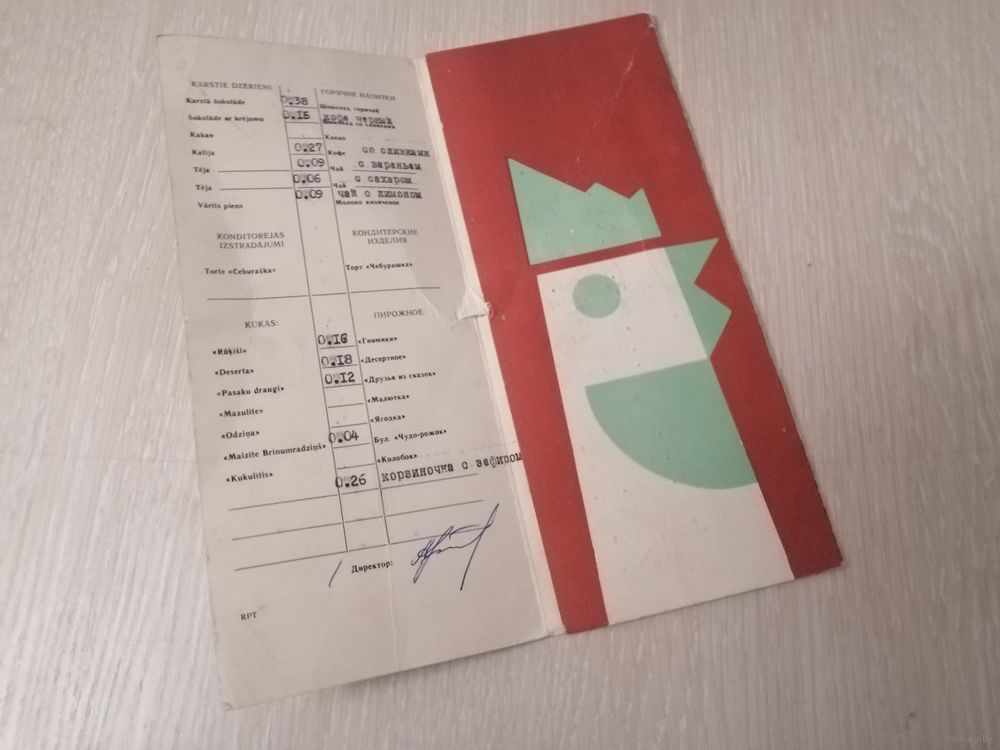 KARSTIE DZĒRIENI ГОРЯЧИЕ НАПИТКИ
Karstā šokolāde 0.38 Шоколад горячий
Šokolāde ar krējumu 0.15 кофе черный
Шоколад со сливками
Kakao Какао
Kafija 0.27 Кофе со сливками
Tēja 0.09 Чай с вареньем
Tēja 0.06 Чай с сахаром
0.09 чай с лимоном
Vārīts piens Молоко кипяченое
KONDITOREJAS КОНДИТЕРСКИЕ
IZSTRĀDĀJUMI ИЗДЕЛИЯ
Torte «Čeburaška» Торт «Чебурашка»
KŪKAS: ПИРОЖНОЕ:
«Rūķīši» 0.16 «Гномики»
«Deserta» 0.18 «Десертное»
«Pasaku draugi» 0.12 «Друзья из сказок»
«Mazulīte» «Малютка»
«Odziņa» «Ягодка»
«Maizīte Brīnumradziņš» 0.04 Бул. «Чудо-рожок»
«Kukulītis» «Колобок»
0.26 корзиночка с зефиром
Директор:
RPT